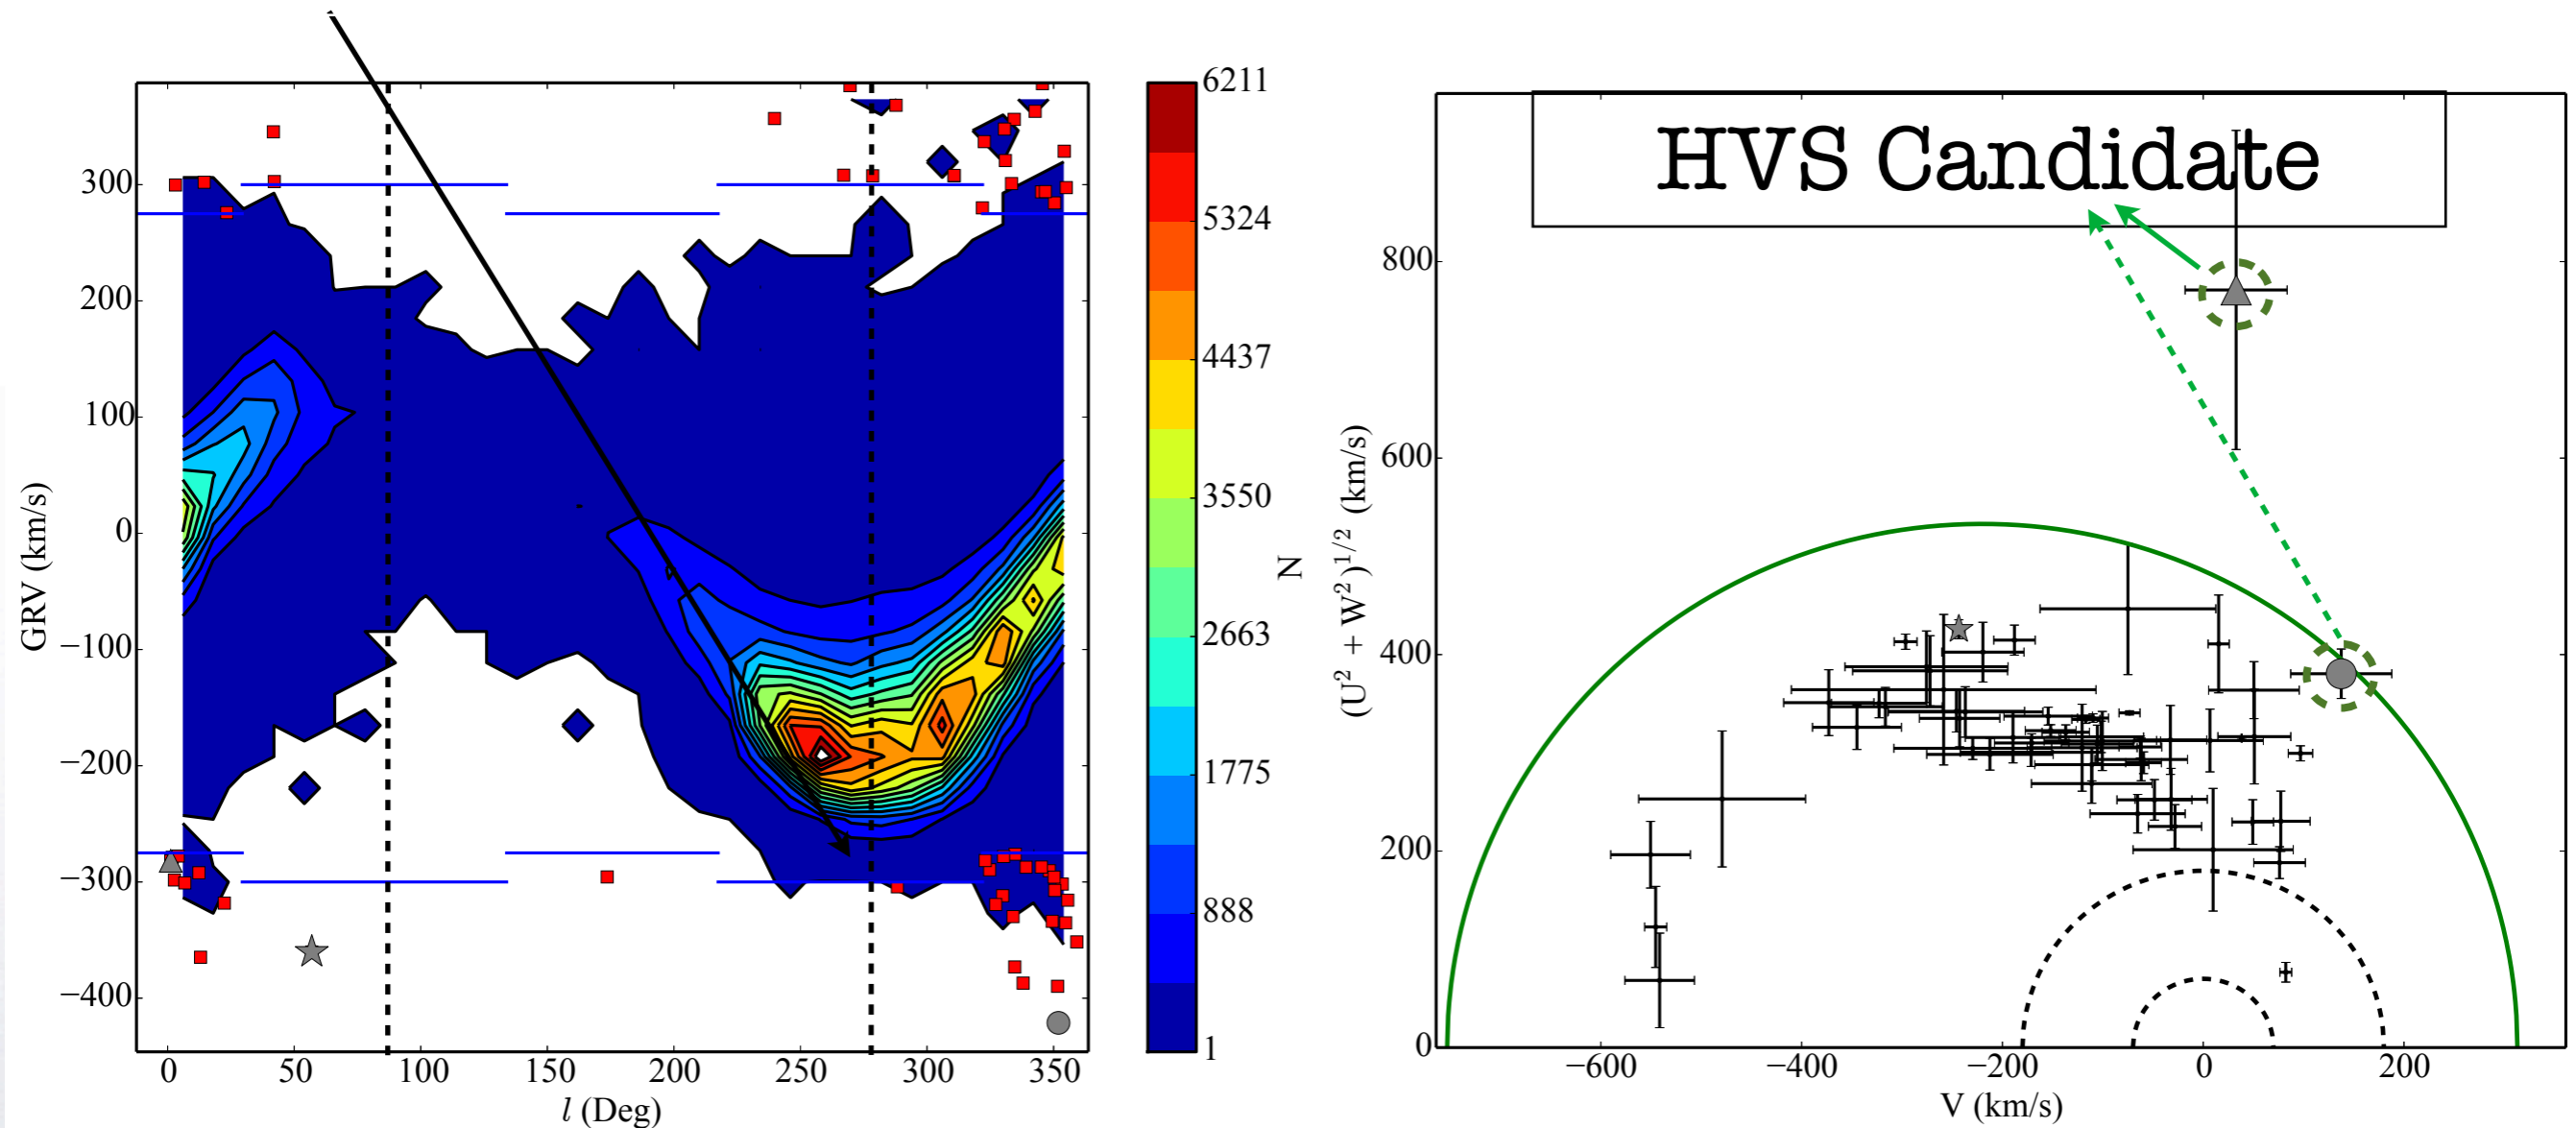 HVS Candidate
300
200
100
0
−100
−200
−300
−400
GRV (km/s)
0 50 100 150 200 250 300 350
l (Deg)
6211
5324
4437
3550
2663
1775
888
1
N
800
600
400
200
0
(U² + W²)^{1/2} (km/s)
−600 −400 −200 0 200
V (km/s)